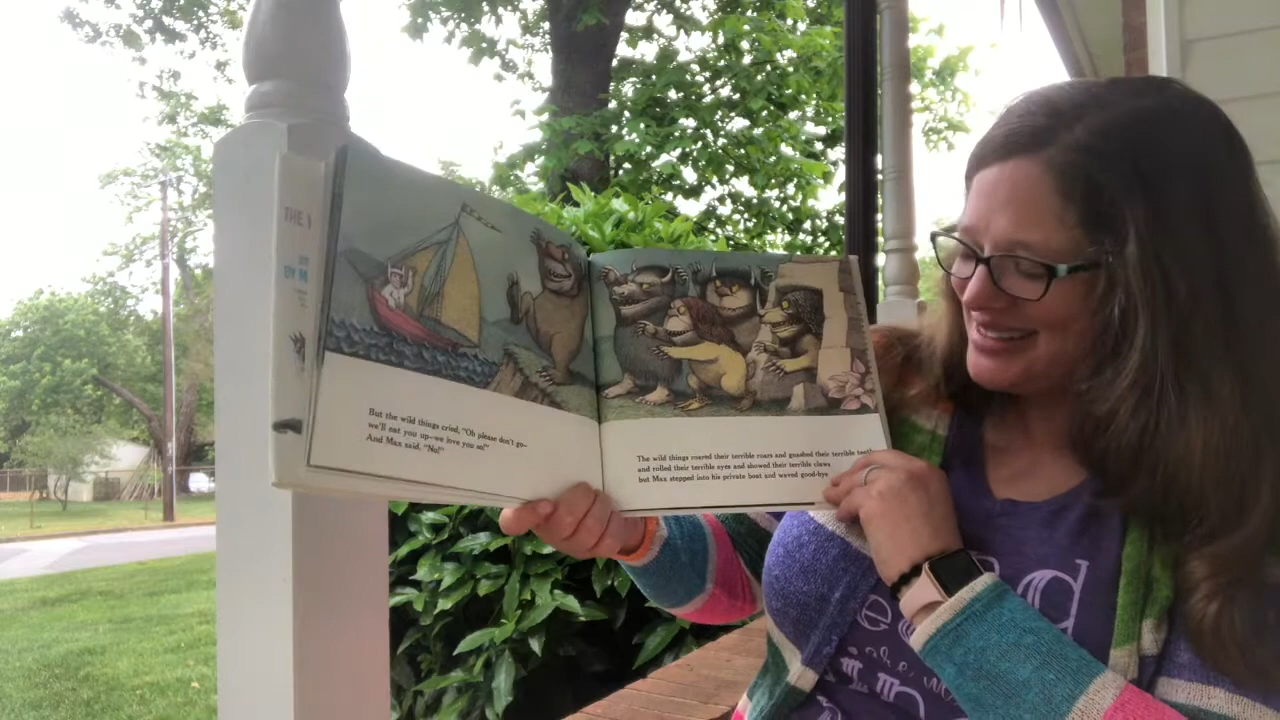 THE
BY M
But the wild things cried, "Oh please don't go—
we'll eat you up—we love you so!"
And Max said, "No!"
The wild things roared their terrible roars and gnashed their terrible teeth
and rolled their terrible eyes and showed their terrible claws
but Max stepped into his private boat and waved good-bye